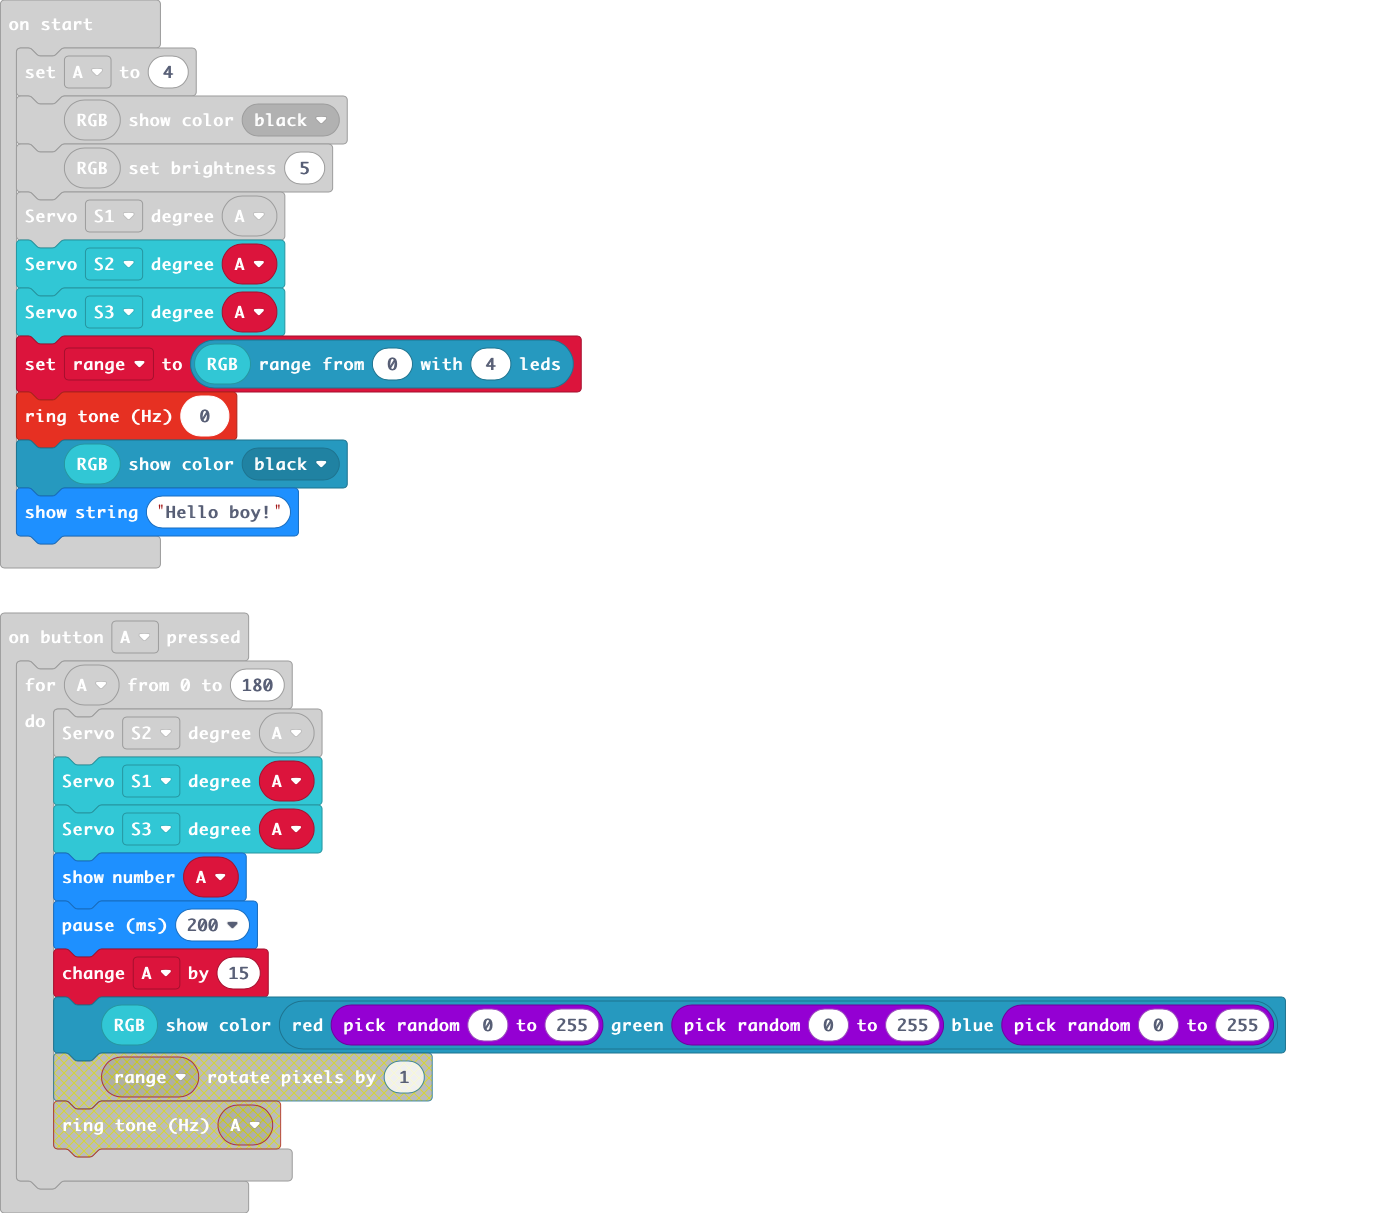 on start
set A to 4
RGB show color black
RGB set brightness 5
Servo S1 degree A
Servo S2 degree A
Servo S3 degree A
set range to RGB range from 0 with 4 leds
ring tone (Hz) 0
RGB show color black
show string "Hello boy!"
on button A pressed
for A from 0 to 180
do
Servo S2 degree A
Servo S1 degree A
Servo S3 degree A
show number A
pause (ms) 200
change A by 15
RGB show color red pick random 0 to 255 green pick random 0 to 255 blue pick random 0 to 255
range rotate pixels by 1
ring tone (Hz) A